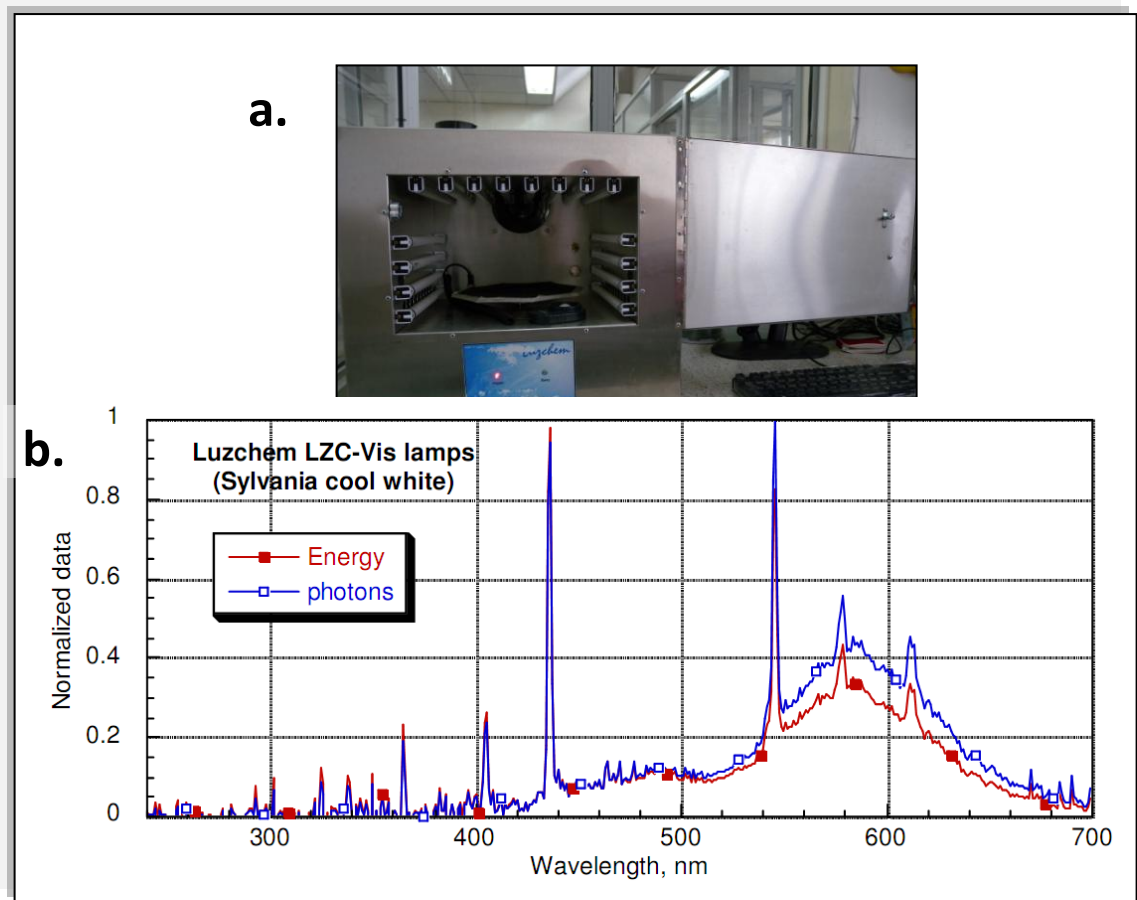 a.
luzchem
b.
Luzchem LZC-Vis lamps
(Sylvania cool white)
Energy
photons
Normalized data
1
0.8
0.6
0.4
0.2
0
300 400 500 600 700
Wavelength, nm